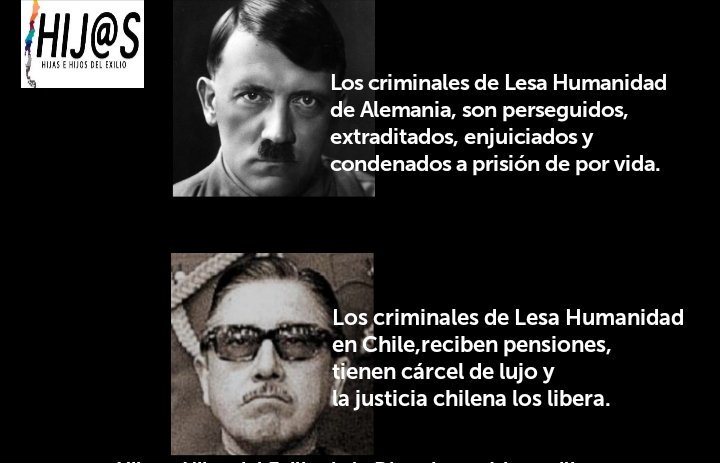 HIJ@S
HIJAS E HIJOS DEL EXILIO
Los criminales de Lesa Humanidad
de Alemania, son perseguidos,
extraditados, enjuiciados y
condenados a prisión de por vida.
Los criminales de Lesa Humanidad
en Chile,reciben pensiones,
tienen cárcel de lujo y
la justicia chilena los libera.